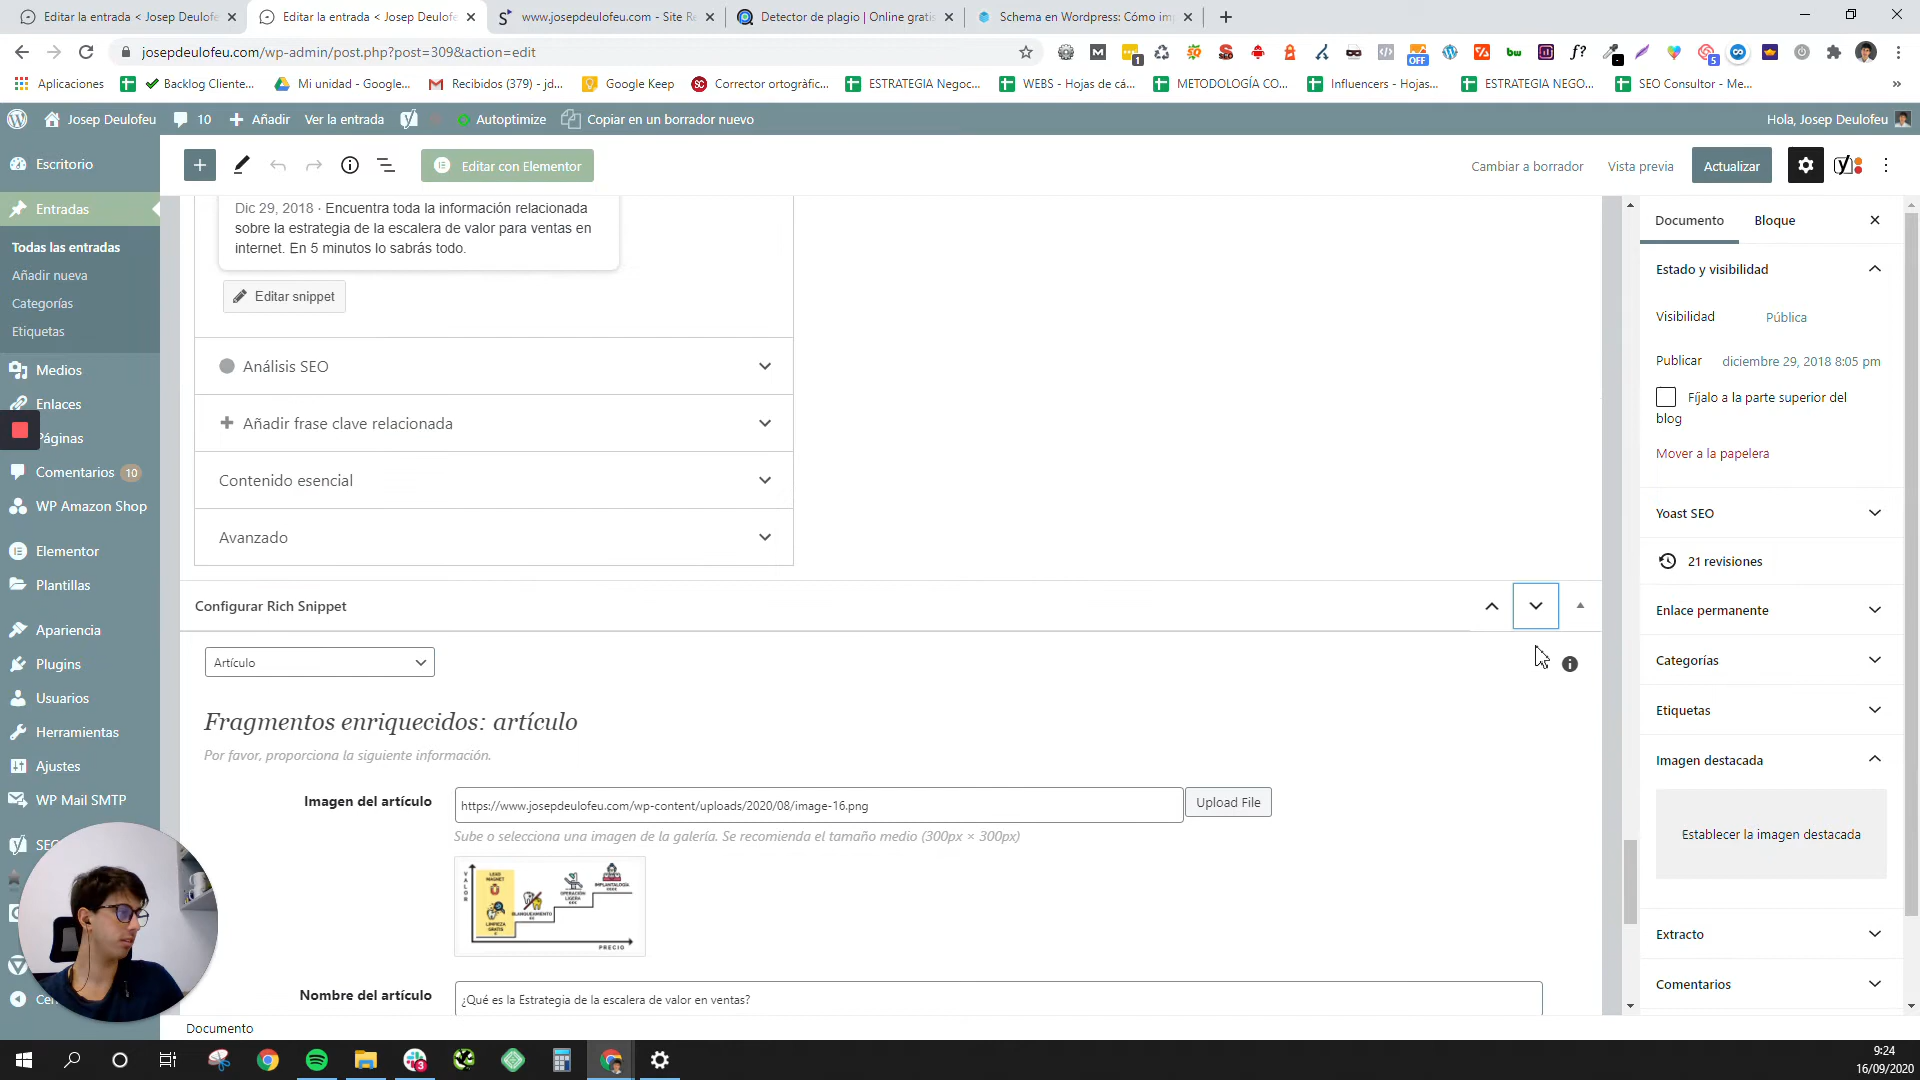 Editar la entrada < Josep Deulofe
Editar la entrada < Josep Deulofe
www.josepdeulofeu.com - Site Re
Detector de plagio | Online gratis
Schema en Wordpress: Cómo im
josepdeulofeu.com/wp-admin/post.php?post=309&action=edit
Aplicaciones
Backlog Cliente...
Mi unidad - Google...
Recibidos (379) - jd...
Google Keep
Corrector ortogràfic...
ESTRATEGIA Negoc...
WEBS - Hojas de cá...
METODOLOGÍA CO...
Influencers - Hojas...
ESTRATEGIA NEGO...
SEO Consultor - Me...
»
Josep Deulofeu
10
Añadir
Ver la entrada
Autoptimize
Copiar en un borrador nuevo
Hola, Josep Deulofeu
Escritorio
Entradas
Todas las entradas
Añadir nueva
Categorías
Etiquetas
Medios
Enlaces
Páginas
Comentarios 10
WP Amazon Shop
Elementor
Plantillas
Apariencia
Plugins
Usuarios
Herramientas
Ajustes
WP Mail SMTP
Editar con Elementor
Cambiar a borrador
Vista previa
Actualizar
Dic 29, 2018 · Encuentra toda la información relacionada
sobre la estrategia de la escalera de valor para ventas en
internet. En 5 minutos lo sabrás todo.
Editar snippet
Análisis SEO
Añadir frase clave relacionada
Contenido esencial
Avanzado
Configurar Rich Snippet
Artículo
Fragmentos enriquecidos: artículo
Por favor, proporciona la siguiente información.
Imagen del artículo
https://www.josepdeulofeu.com/wp-content/uploads/2020/08/image-16.png
Upload File
Sube o selecciona una imagen de la galería. Se recomienda el tamaño medio (300px × 300px)
VALOR
LEAD MAGNET
LIMPIEZA GRATIS
BLANQUEAMIENTO
OPERACIÓN LIGERA
IMPLANTALOGIA
PRECIO
Nombre del artículo
¿Qué es la Estrategia de la escalera de valor en ventas?
Documento
Documento
Bloque
Estado y visibilidad
Visibilidad
Pública
Publicar
diciembre 29, 2018 8:05 pm
Fíjalo a la parte superior del
blog
Mover a la papelera
Yoast SEO
21 revisiones
Enlace permanente
Categorías
Etiquetas
Imagen destacada
Establecer la imagen destacada
Extracto
Comentarios
9:24
16/09/2020